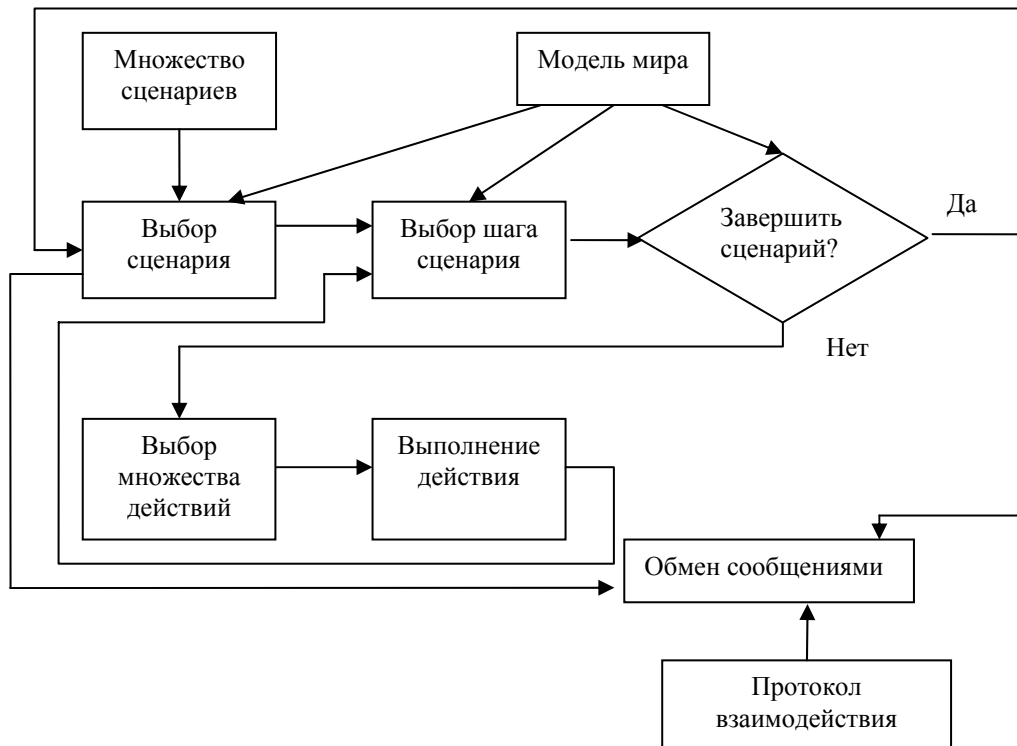 Множество
сценариев
Модель мира
Выбор
сценария
Выбор шага
сценария
Завершить
сценарий?
Да
Нет
Выбор
множества
действий
Выполнение
действия
Обмен сообщениями
Протокол
взаимодействия